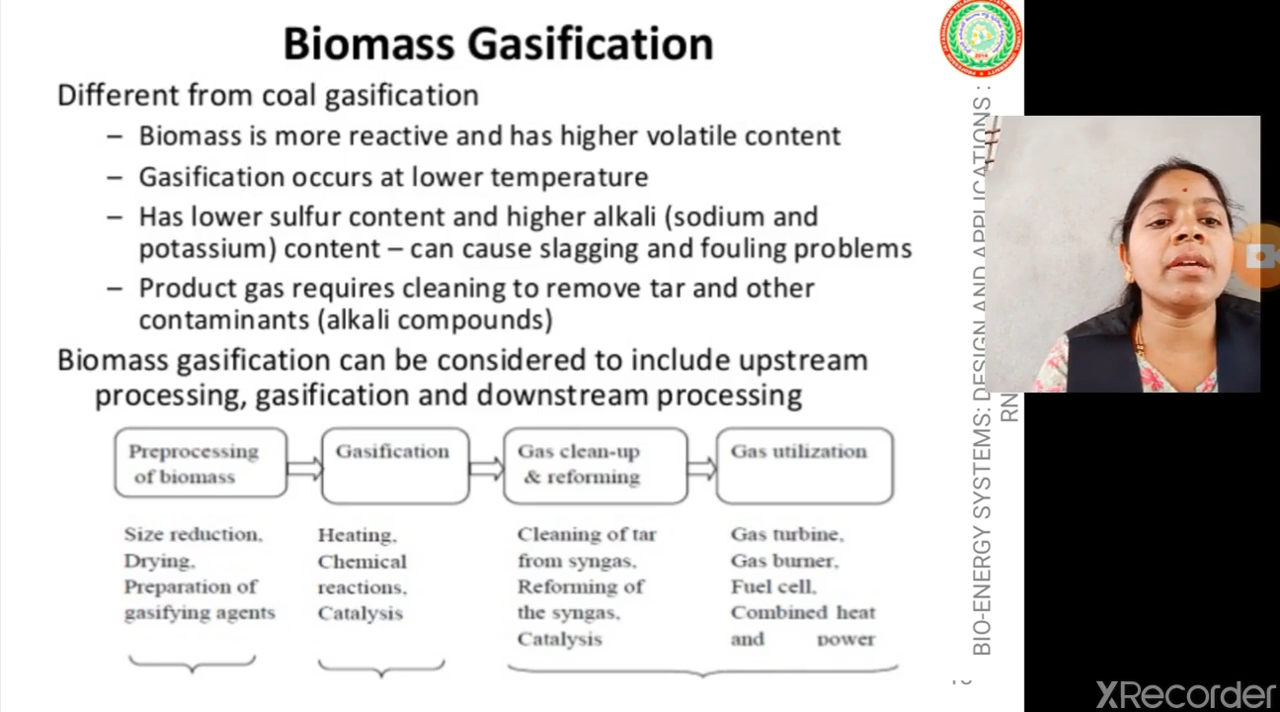 Biomass Gasification
Different from coal gasification
– Biomass is more reactive and has higher volatile content
– Gasification occurs at lower temperature
– Has lower sulfur content and higher alkali (sodium and
potassium) content – can cause slagging and fouling problems
– Product gas requires cleaning to remove tar and other
contaminants (alkali compounds)
Biomass gasification can be considered to include upstream
processing, gasification and downstream processing
Preprocessing
of biomass
Gasification
Gas clean-up
& reforming
Gas utilization
Size reduction,
Drying,
Preparation of
gasifying agents
Heating,
Chemical
reactions,
Catalysis
Cleaning of tar
from syngas,
Reforming of
the syngas,
Catalysis
Gas turbine,
Gas burner,
Fuel cell,
Combined heat
and power
BIO-ENERGY SYSTEMS: DESIGN AND APPLICATIONS :
RN
2014
XRecorder